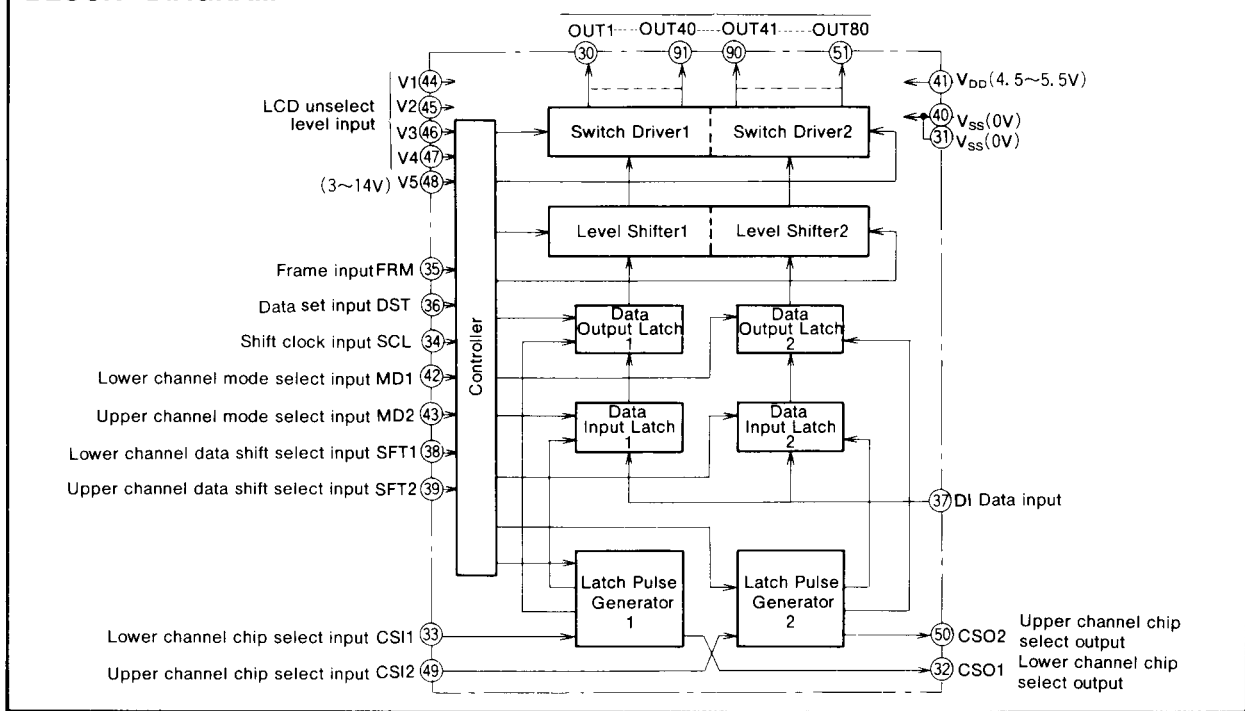 OUT1 OUT40 OUT41 OUT80
30 91 90 51
V1 44
LCD unselect level input
V2 45
V3 46
V4 47
(3~14V) V5 48
41 VDD(4.5~5.5V)
40 VSS(0V)
31 VSS(0V)
Switch Driver1
Switch Driver2
Level Shifter1
Level Shifter2
Controller
Frame input FRM 35
Data set input DST 36
Shift clock input SCL 34
Lower channel mode select input MD1 42
Upper channel mode select input MD2 43
Lower channel data shift select input SFT1 38
Upper channel data shift select input SFT2 39
Data
Output Latch
1
Data
Output Latch
2
Data
Input Latch
1
Data
Input Latch
2
37 DI Data input
Latch Pulse
Generator
1
Latch Pulse
Generator
2
Lower channel chip select input CSI1 33
Upper channel chip select input CSI2 49
50 CSO2 Upper channel chip
select output
32 CSO1 Lower channel chip
select output